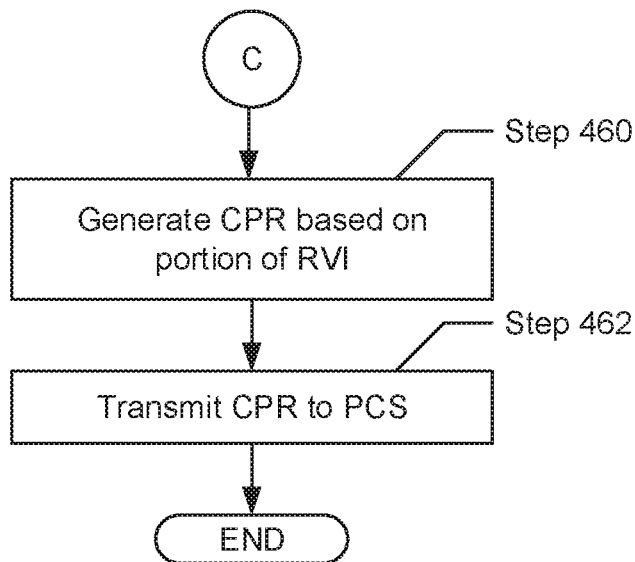 C
Step 460
Generate CPR based on
portion of RVI
Step 462
Transmit CPR to PCS
END